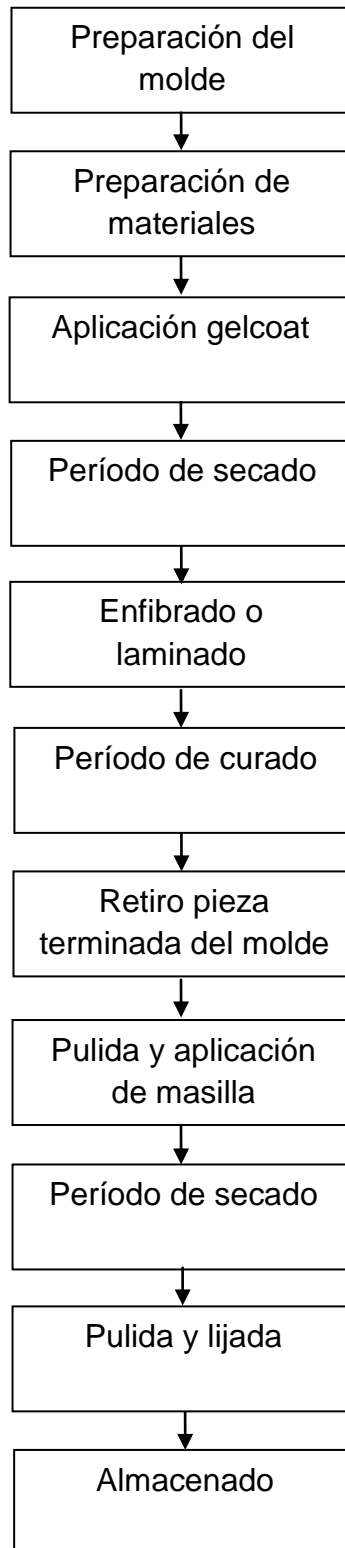 Preparación del
molde
Preparación de
materiales
Aplicación gelcoat
Período de secado
Enfibrado o
laminado
Período de curado
Retiro pieza
terminada del molde
Pulida y aplicación
de masilla
Período de secado
Pulida y lijada
Almacenado